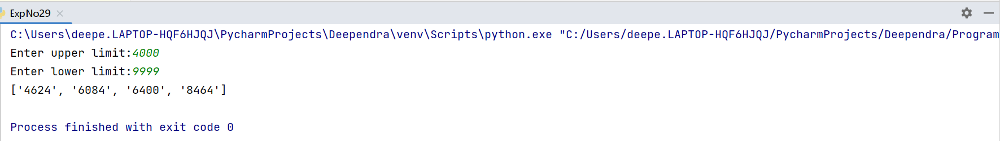 ExpNo29
C:\Users\deepe.LAPTOP-HQF6HJQJ\PycharmProjects\Deependra\venv\Scripts\python.exe "C:/Users/deepe.LAPTOP-HQF6HJQJ/PycharmProjects/Deependra/Program
Enter upper limit:4000
Enter lower limit:9999
['4624', '6084', '6400', '8464']
Process finished with exit code 0